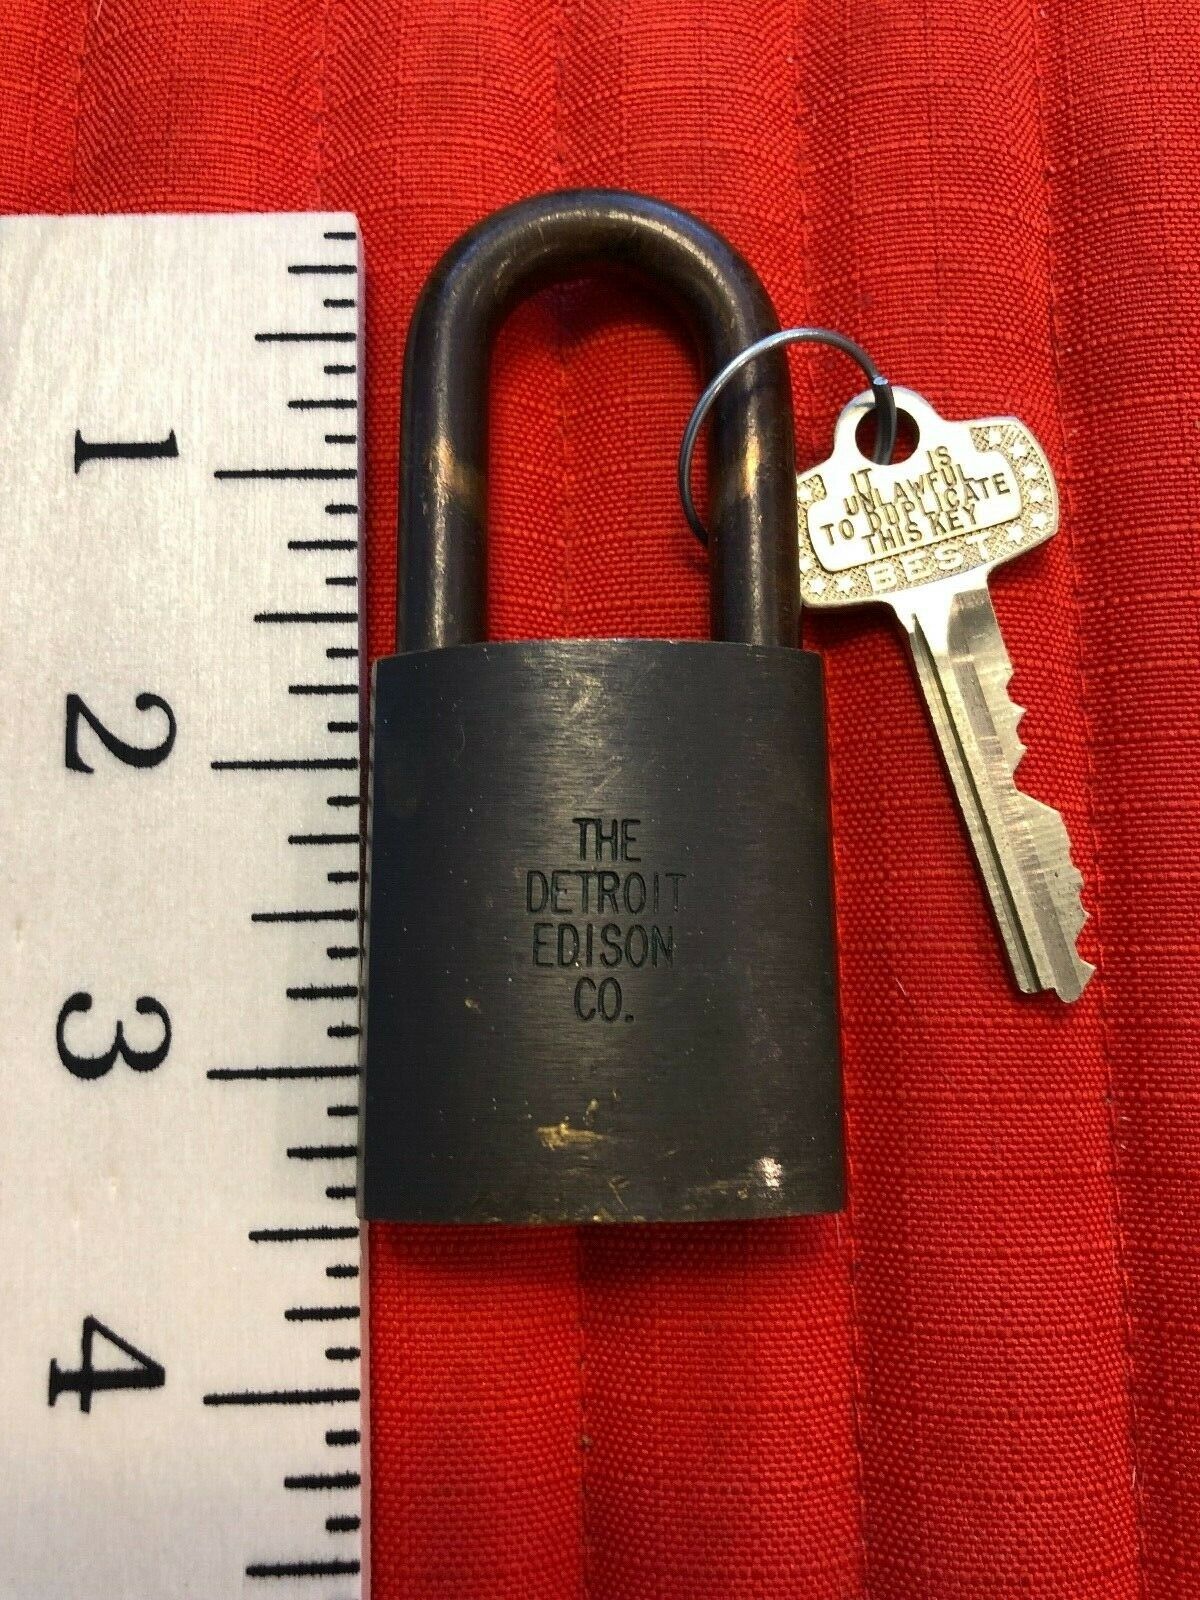 1
2
3
4
THE
DETROIT
EDISON
CO.
IT IS
UNLAWFUL
TO DUPLICATE
THIS KEY
BEST